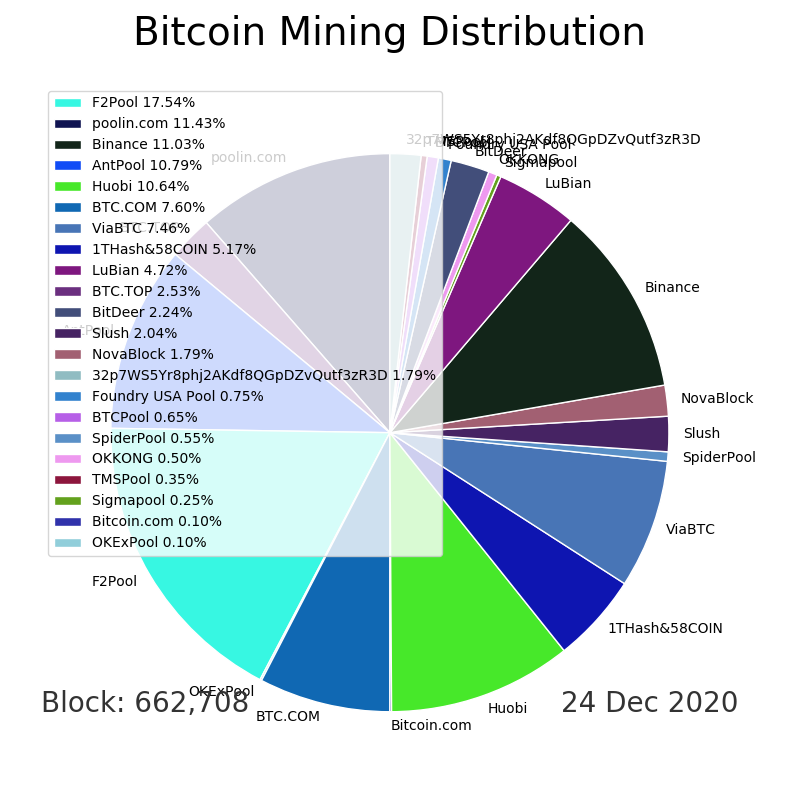 Bitcoin Mining Distribution
F2Pool 17.54%
poolin.com 11.43%
Binance 11.03%
AntPool 10.79%
Huobi 10.64%
BTC.COM 7.60%
ViaBTC 7.46%
1THash&58COIN 5.17%
LuBian 4.72%
BTC.TOP 2.53%
BitDeer 2.24%
Slush 2.04%
NovaBlock 1.79%
32p7WS5Yr8phj2AKdf8QGpDZvQutf3zR3D 1.79%
Foundry USA Pool 0.75%
BTCPool 0.65%
SpiderPool 0.55%
OKKONG 0.50%
TMSPool 0.35%
Sigmapool 0.25%
Bitcoin.com 0.10%
OKExPool 0.10%
poolin.com
AntPool
F2Pool
OKExPool
BTC.COM
Bitcoin.com
Huobi
1THash&58COIN
ViaBTC
SpiderPool
Slush
NovaBlock
Binance
LuBian
Sigmapool
OKKONG
BitDeer
Foundry USA Pool
Block: 662,708
24 Dec 2020